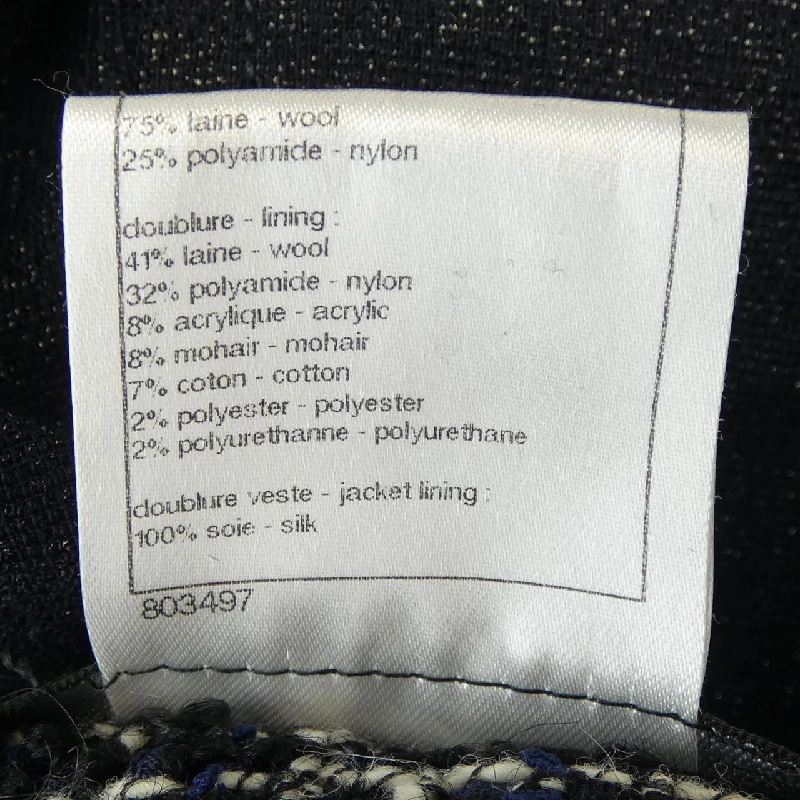 75% laine - wool
25% polyamide - nylon
doublure - lining :
41% laine - wool
32% polyamide - nylon
8% acrylique - acrylic
8% mohair - mohair
7% coton - cotton
2% polyester - polyester
2% polyurethanne - polyurethane
doublure veste - jacket lining :
100% soie - silk
803497